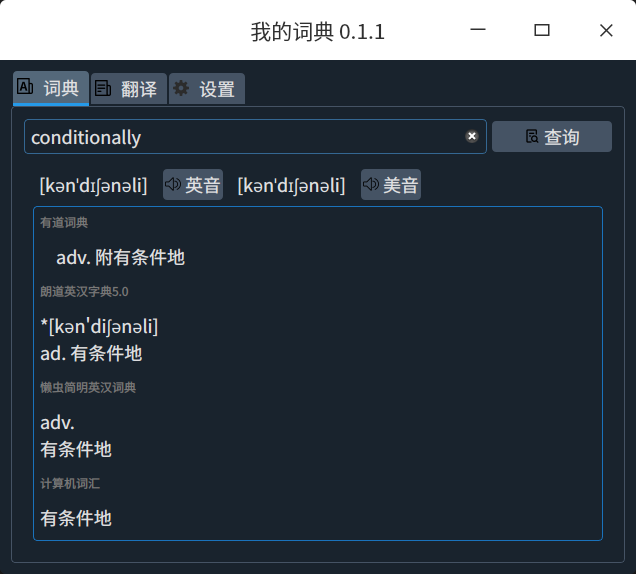 我的词典 0.1.1
词典 翻译 设置
conditionally 查询
[kən'dɪʃənəli] 英音 [kən'dɪʃənəli] 美音
有道词典
adv. 附有条件地
朗道英汉字典5.0
*[kən'diʃənəli]
ad. 有条件地
懒虫简明英汉词典
adv.
有条件地
计算机词汇
有条件地